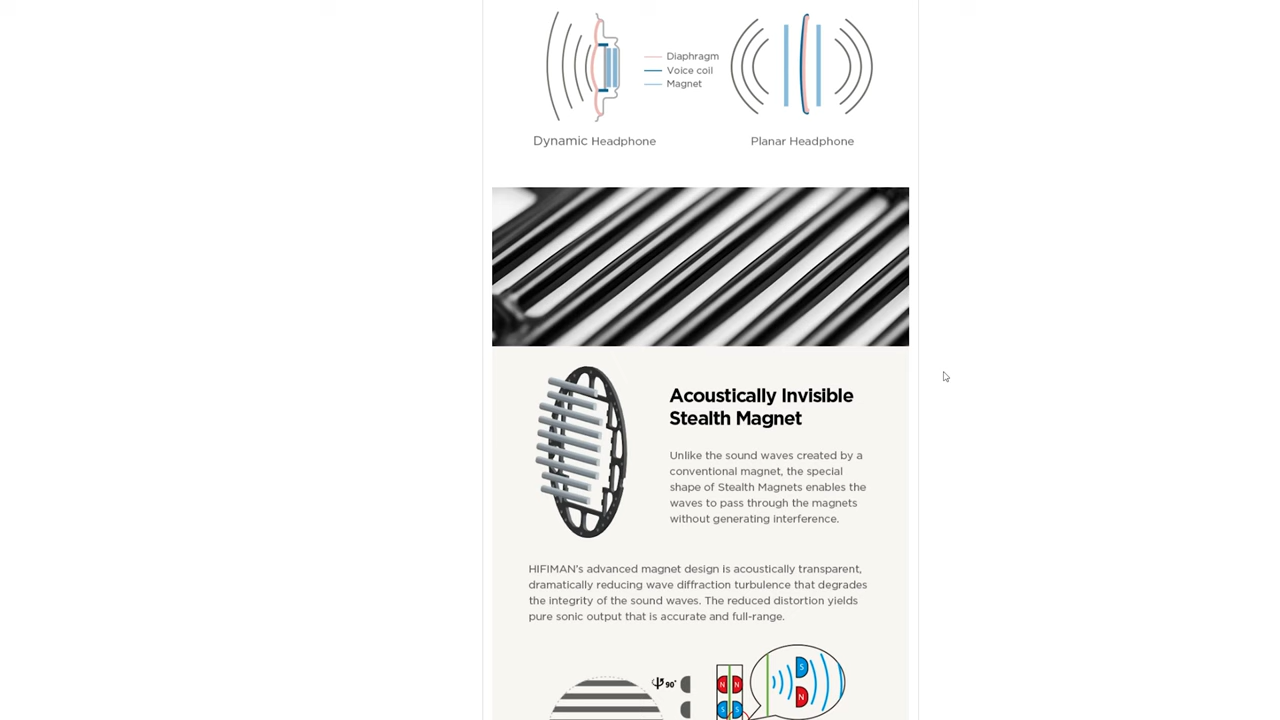 Diaphragm
Voice coil
Magnet
Dynamic Headphone
Planar Headphone
Acoustically Invisible
Stealth Magnet
Unlike the sound waves created by a
conventional magnet, the special
shape of Stealth Magnets enables the
waves to pass through the magnets
without generating interference.
HIFIMAN's advanced magnet design is acoustically transparent,
dramatically reducing wave diffraction turbulence that degrades
the integrity of the sound waves. The reduced distortion yields
pure sonic output that is accurate and full-range.
S
90°
N N
N
S S